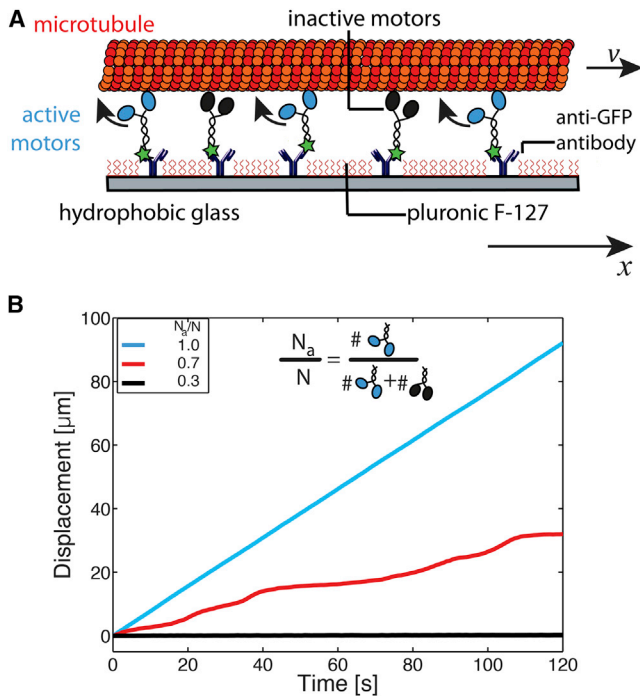 A
microtubule
inactive motors
v
active
motors
anti-GFP
antibody
hydrophobic glass
pluronic F-127
x
B
Displacement [µm]
100
80
60
40
20
0
Na/N
1.0
0.7
0.3
Na
N
=
#
# + #
0
20
40
60
80
100
120
Time [s]